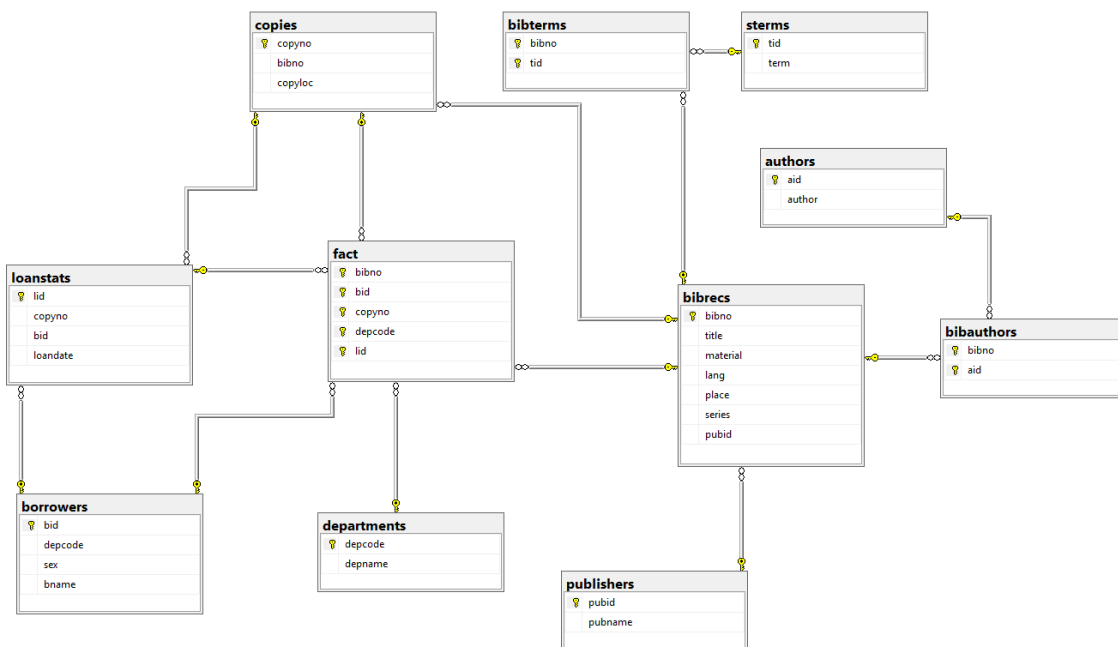 copies
copyno
bibno
copyloc
bibterms
bibno
tid
sterms
tid
term
authors
aid
author
loanstats
lid
copyno
bid
loandate
fact
bibno
bid
copyno
depcode
lid
bibrecs
bibno
title
material
lang
place
series
pubid
bibauthors
bibno
aid
borrowers
bid
depcode
sex
bname
departments
depcode
depname
publishers
pubid
pubname